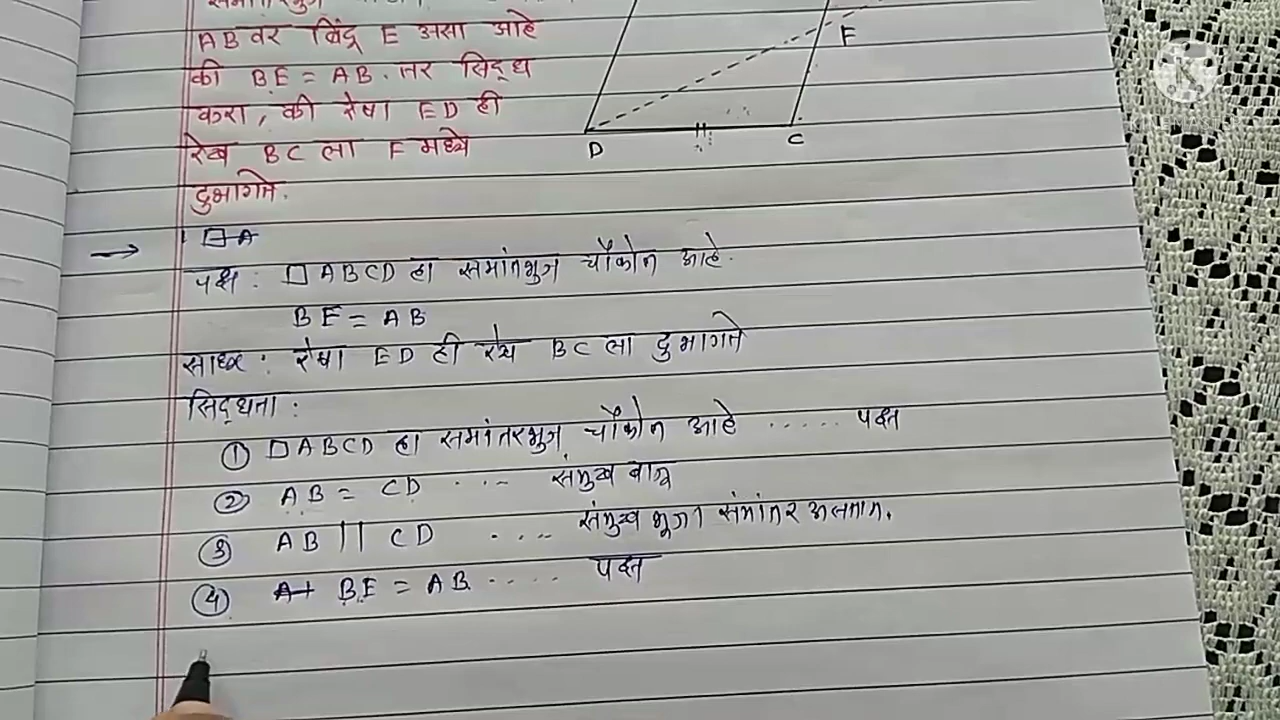 समांतरभुज
AB वर बिंदू E असा आहे
F
की BE = AB. तर सिद्ध
करा, की रेषा ED ही
रेख BC ला F मध्ये
D C
दुभागते.
→ □A
पक्ष : □ABCD हा समांतभुज चौकोन आहे.
BE = AB
साध्य : रेषा ED ही रेघ BC ला दुभागते
सिद्धता :
① □ABCD हा समांतरभुज चौकोन आहे ..... पक्ष
② AB = CD .... संमुख बाजू
③ AB || CD .... संमुख भूजा संमांतर असतात.
④ BE = AB ..... पक्ष